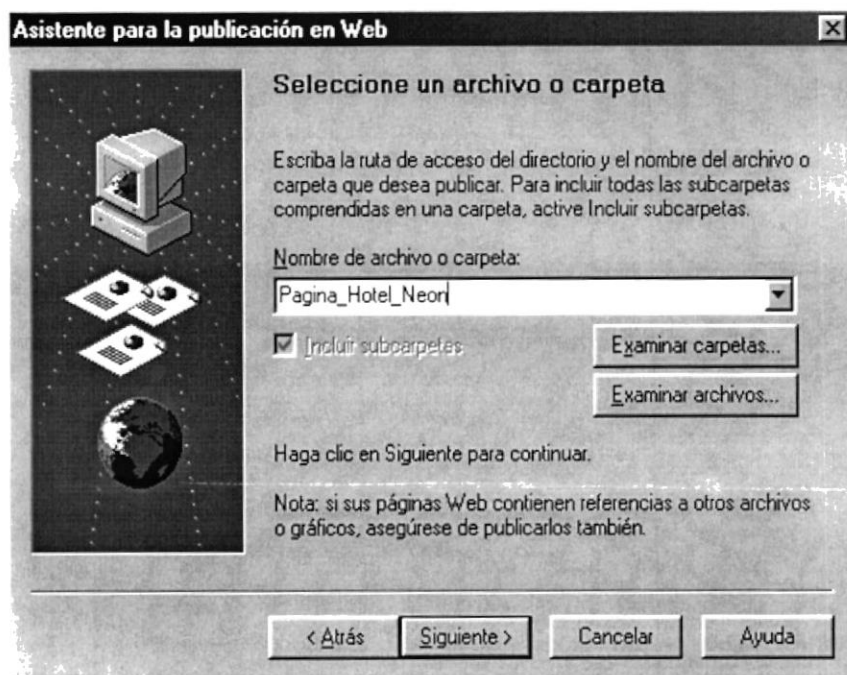 Asistente para la publicación en Web
Seleccione un archivo o carpeta
Escriba la ruta de acceso del directorio y el nombre del archivo o
carpeta que desea publicar. Para incluir todas las subcarpetas
comprendidas en una carpeta, active Incluir subcarpetas.
Nombre de archivo o carpeta:
Pagina_Hotel_Neon
Incluir subcarpetas
Examinar carpetas...
Examinar archivos...
Haga clic en Siguiente para continuar.
Nota: si sus páginas Web contienen referencias a otros archivos
o gráficos, asegúrese de publicarlos también.
< Atrás
Siguiente >
Cancelar
Ayuda